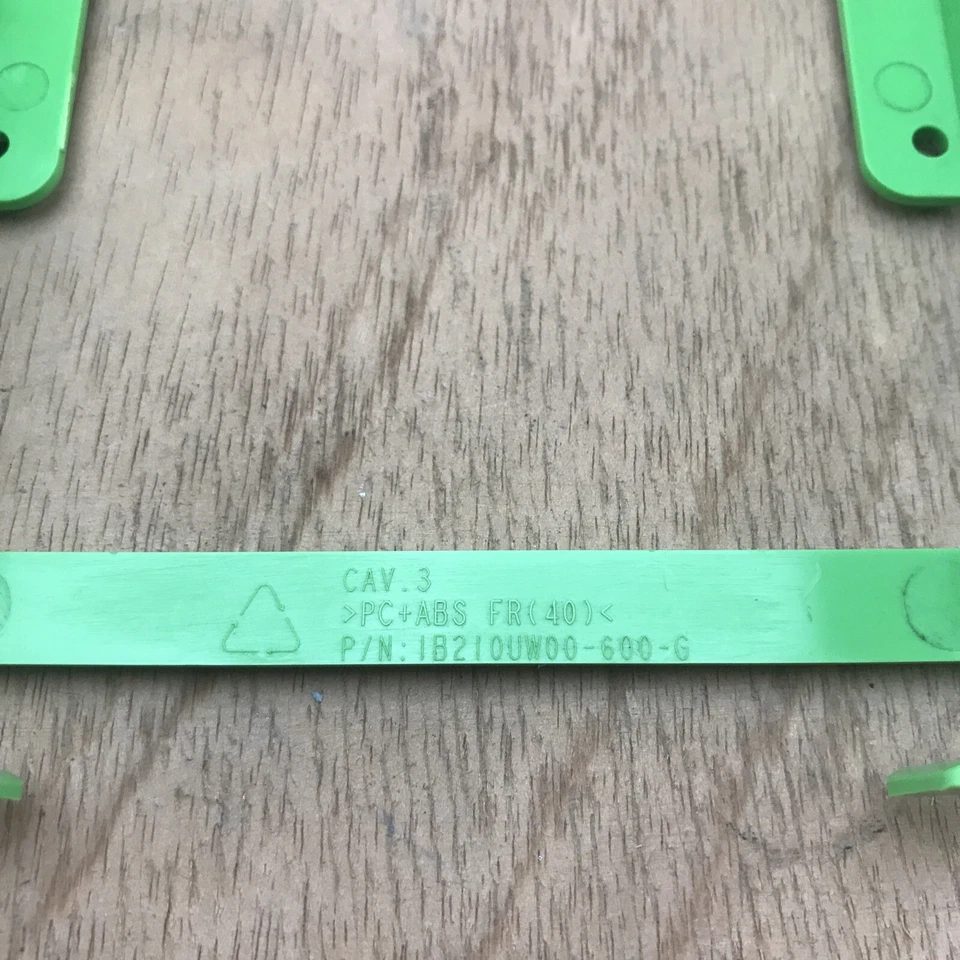 CAV.3
>PC+ABS FR(40)<
P/N:1B210UW00-600-G